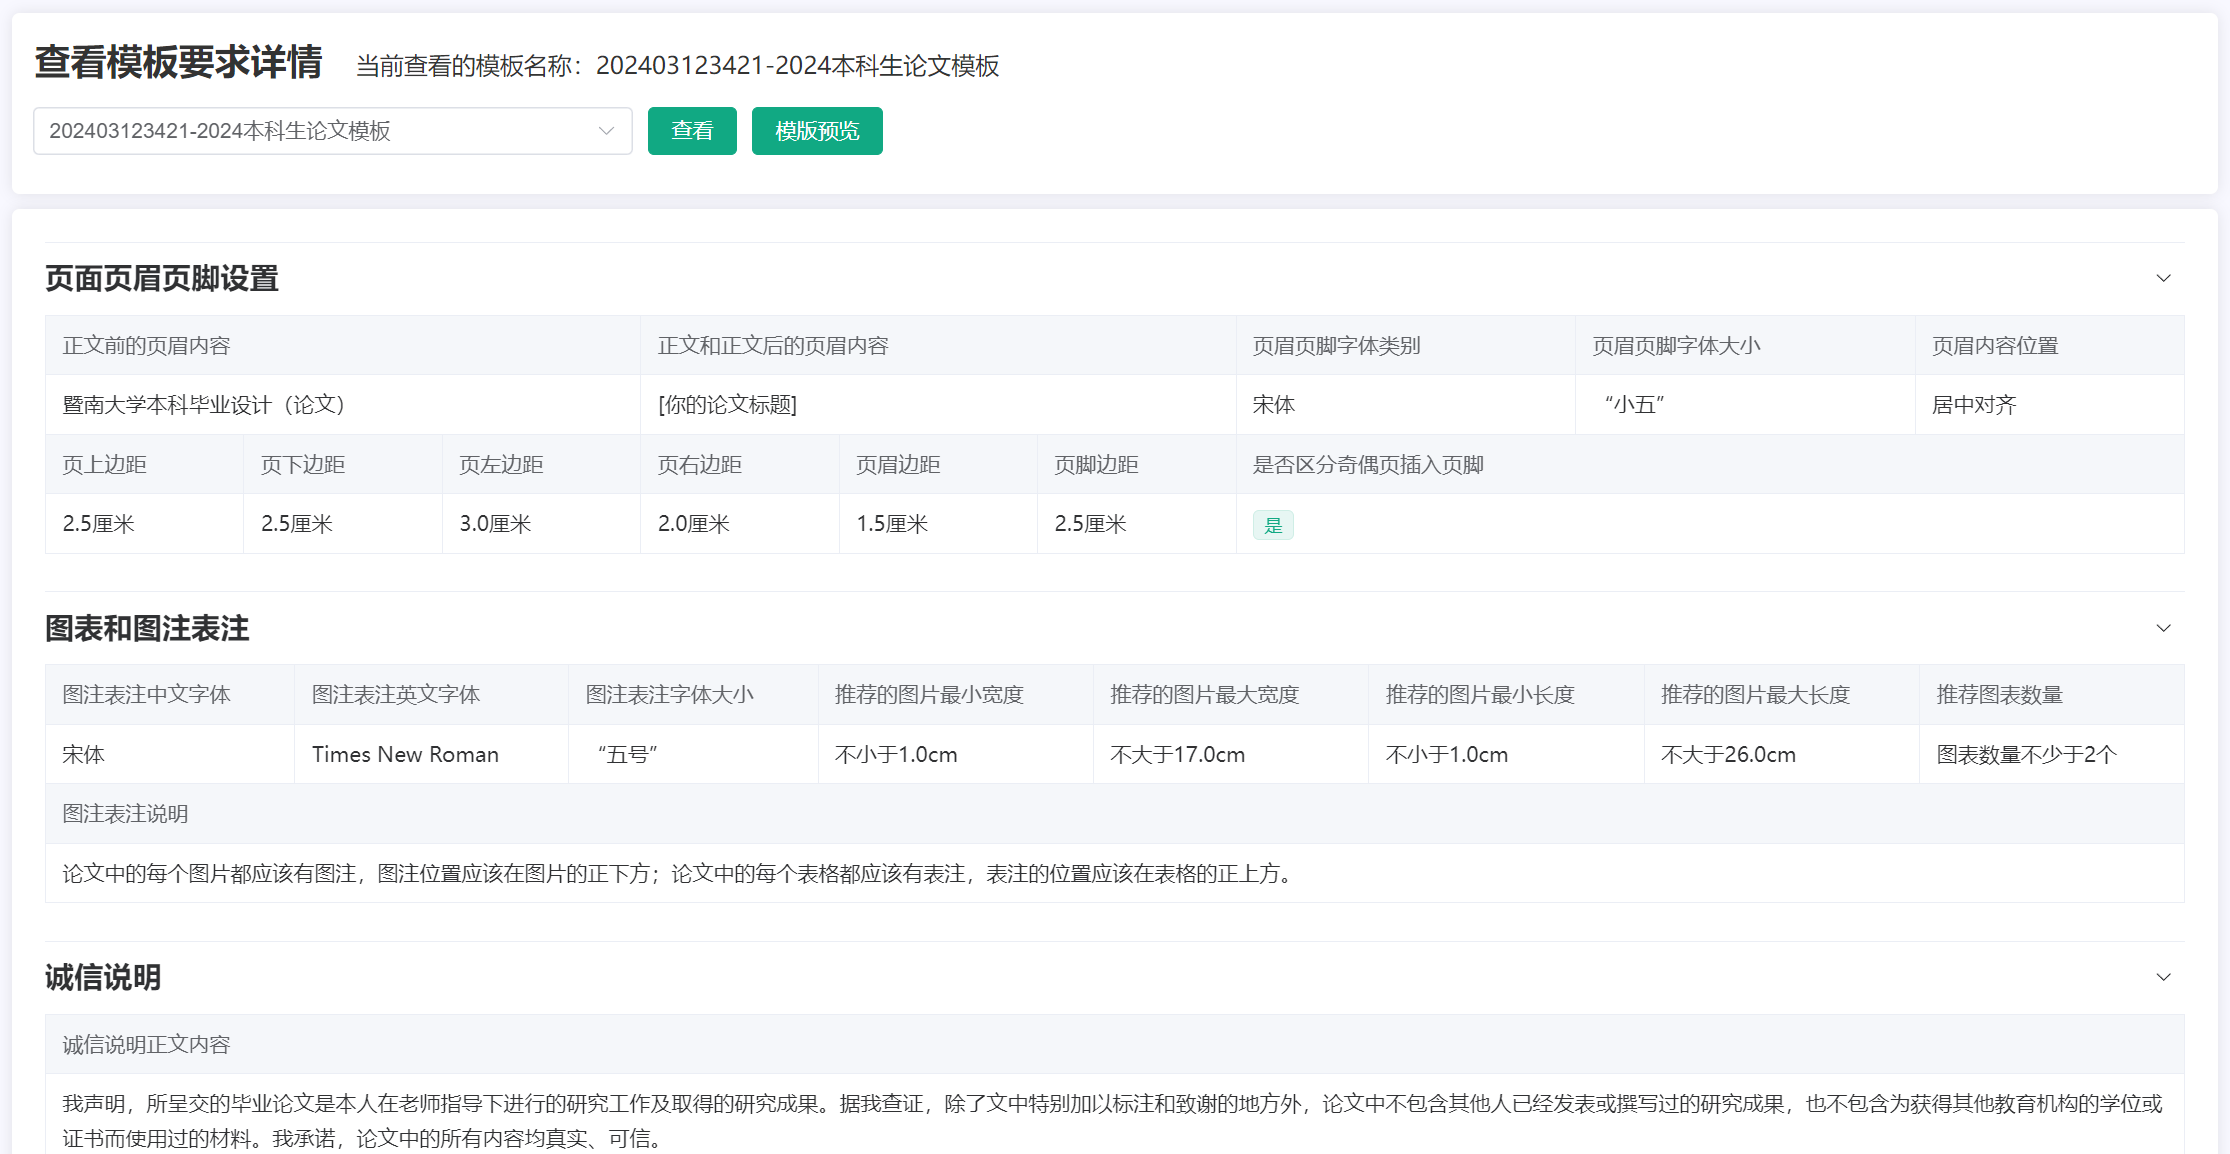 查看模板要求详情 当前查看的模板名称：202403123421-2024本科生论文模板
202403123421-2024本科生论文模板 查看 模版预览
页面页眉页脚设置
正文前的页眉内容 正文和正文后的页眉内容 页眉页脚字体类别 页眉页脚字体大小 页眉内容位置
暨南大学本科毕业设计（论文） [你的论文标题] 宋体 “小五” 居中对齐
页上边距 页下边距 页左边距 页右边距 页眉边距 页脚边距 是否区分奇偶页插入页脚
2.5厘米 2.5厘米 3.0厘米 2.0厘米 1.5厘米 2.5厘米 是
图表和图注表注
图注表注中文字体 图注表注英文字体 图注表注字体大小 推荐的图片最小宽度 推荐的图片最大宽度 推荐的图片最小长度 推荐的图片最大长度 推荐图表数量
宋体 Times New Roman “五号” 不小于1.0cm 不大于17.0cm 不小于1.0cm 不大于26.0cm 图表数量不少于2个
图注表注说明
论文中的每个图片都应该有图注，图注位置应该在图片的正下方；论文中的每个表格都应该有表注，表注的位置应该在表格的正上方。
诚信说明
诚信说明正文内容
我声明，所呈交的毕业论文是本人在老师指导下进行的研究工作及取得的研究成果。据我查证，除了文中特别加以标注和致谢的地方外，论文中不包含其他人已经发表或撰写过的研究成果，也不包含为获得其他教育机构的学位或
证书而使用过的材料。我承诺，论文中的所有内容均真实、可信。